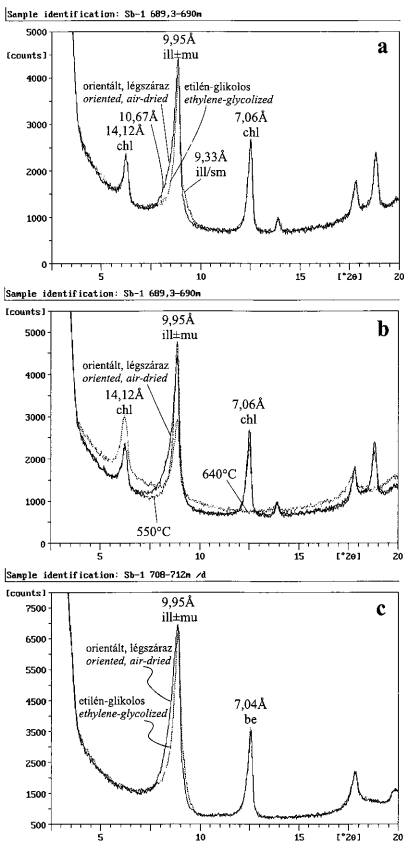 Sample identification: Sb-1 689,3-690m
5000
[counts]
4000
3000
2000
1000
0
a
9,95Å
ill±mu
orientált, légszáraz
oriented, air-dried
etilén-glikolos
ethylene-glycolized
10,67Å
14,12Å
chl
7,06Å
chl
9,33Å
ill/sm
5
10
15
[°2θ]
20
Sample identification: Sb-1 689,3-690m
[counts]
5000
4000
3000
2000
1000
0
b
9,95Å
ill±mu
orientált, légszáraz
oriented, air-dried
14,12Å
chl
7,06Å
chl
640°C
550°C
5
10
15
[°2θ]
20
Sample identification: Sb-1 708-712m /d
[counts]
7500
6500
5500
4500
3500
2500
1500
500
c
9,95Å
ill±mu
orientált, légszáraz
oriented, air-dried
etilén-glikolos
ethylene-glycolized
7,04Å
be
5
10
15
[°2θ]
20